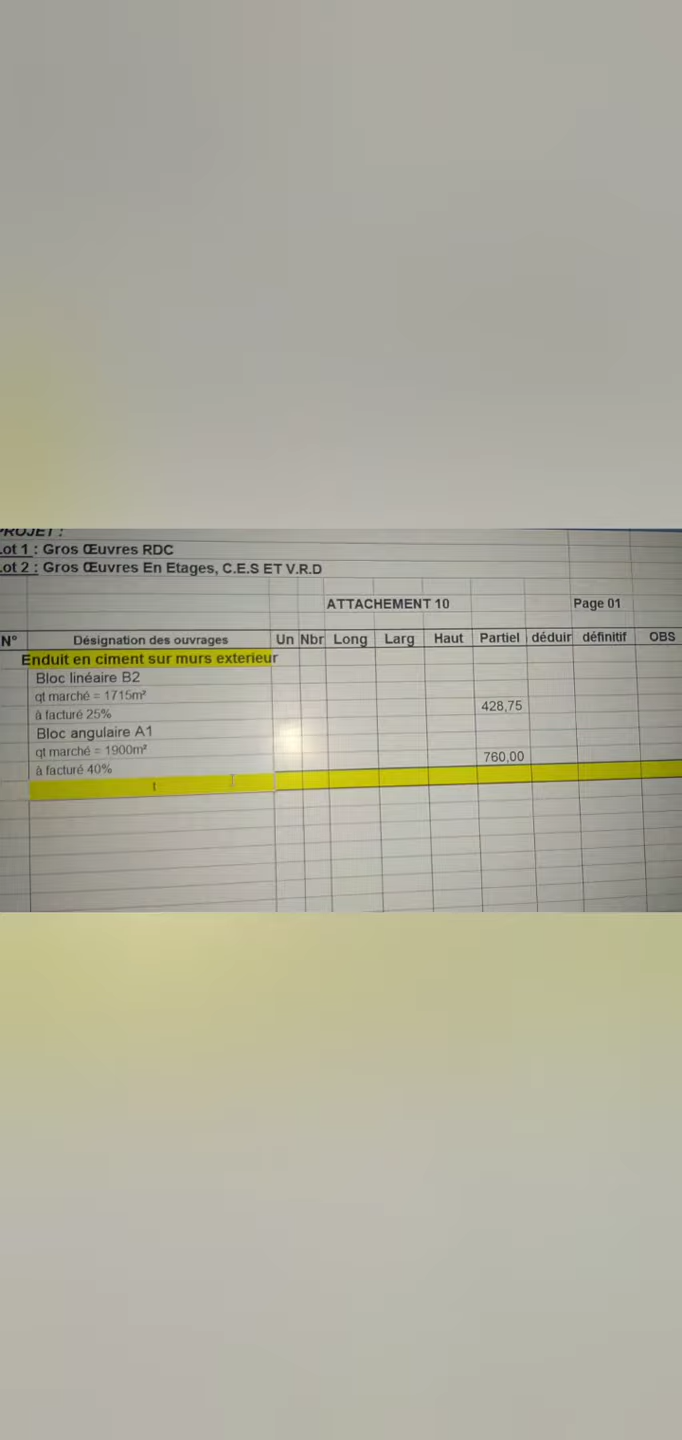 PROJET :
Lot 1 : Gros Œuvres RDC
Lot 2 : Gros Œuvres En Etages, C.E.S ET V.R.D
ATTACHEMENT 10 Page 01
N° Désignation des ouvrages Un Nbr Long Larg Haut Partiel déduir définitif OBS
Enduit en ciment sur murs exterieur
Bloc linéaire B2
qt marché = 1715m²
à facturé 25% 428,75
Bloc angulaire A1
qt marché = 1900m²
à facturé 40% 760,00
t